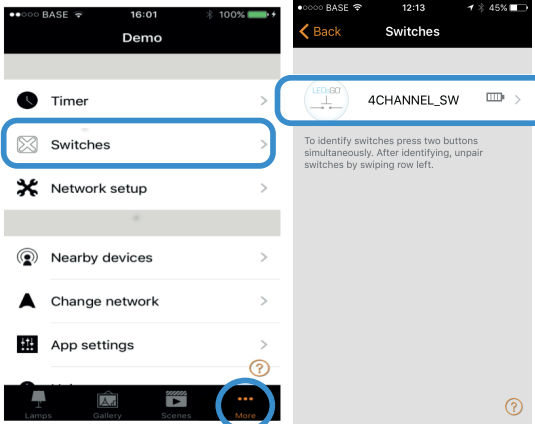 BASE 16:01 100%
Demo
Timer
Switches
Network setup
Nearby devices
Change network
App settings
?
Lamps Gallery Scenes More
BASE 12:13 45%
Back Switches
LEDxGO
4CHANNEL_SW
To identify switches press two buttons
simultaneously. After identifying, unpair
switches by swiping row left.
?